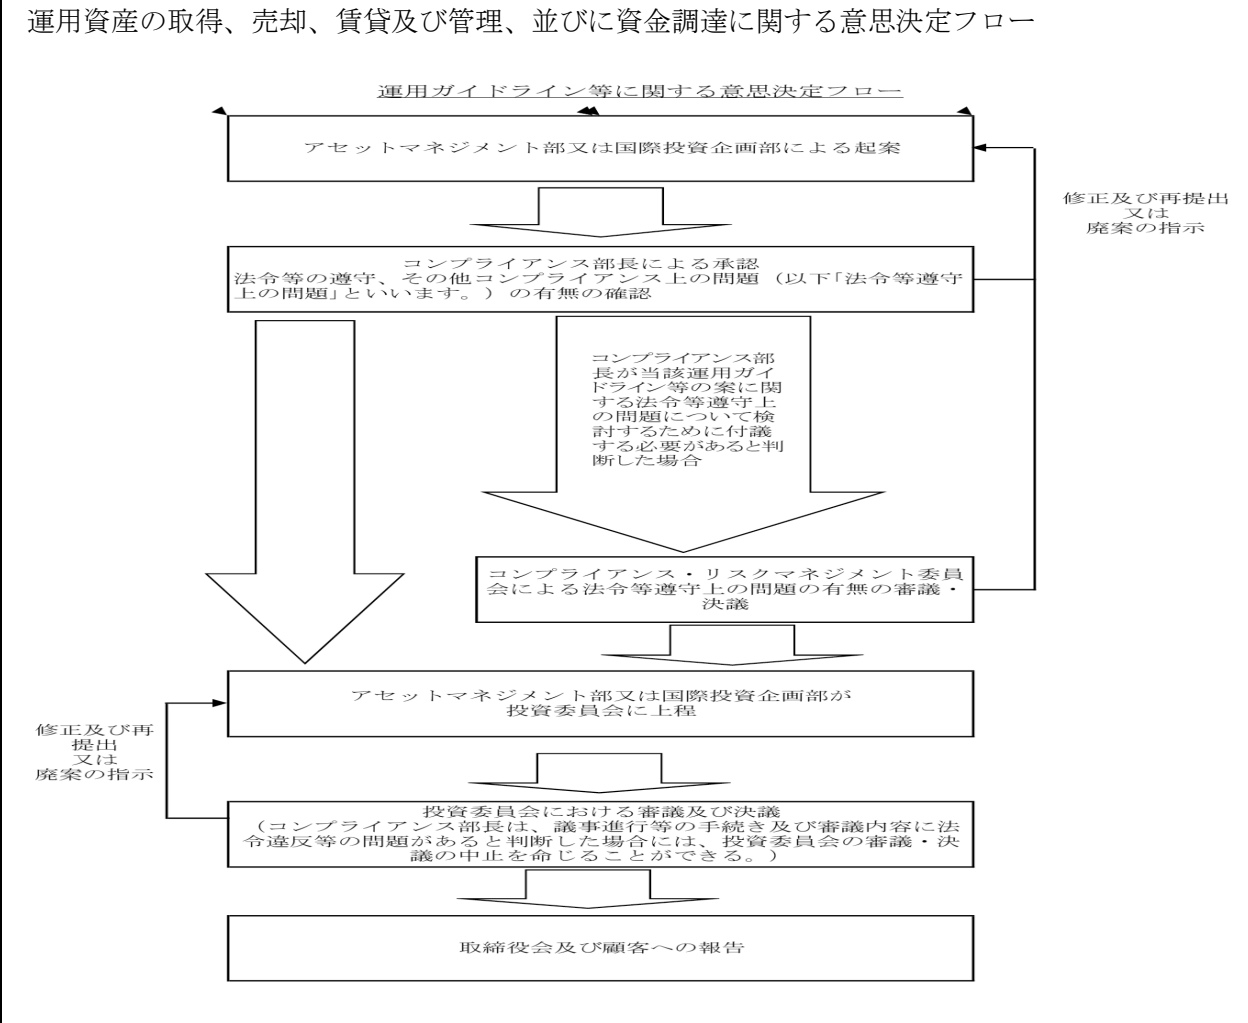 運用資産の取得、売却、賃貸及び管理、並びに資金調達に関する意思決定フロー
運用ガイドライン等に関する意思決定フロー
アセットマネジメント部又は国際投資企画部による起案
修正及び再提出
又は
廃案の指示
コンプライアンス部長による承認
法令等の遵守、その他コンプライアンス上の問題（以下「法令等遵守
上の問題」といいます。）の有無の確認
コンプライアンス部
長が当該運用ガイ
ドライン等の案に関
する法令等遵守上
の問題について検
討するために付議
する必要があると判
断した場合
コンプライアンス・リスクマネジメント委員
会による法令等遵守上の問題の有無の審議・
決議
アセットマネジメント部又は国際投資企画部が
投資委員会に上程
修正及び再
提出
又は
廃案の指示
投資委員会における審議及び決議
（コンプライアンス部長は、議事進行等の手続き及び審議内容に法
令違反等の問題があると判断した場合には、投資委員会の審議・決
議の中止を命じることができる。）
取締役会及び顧客への報告